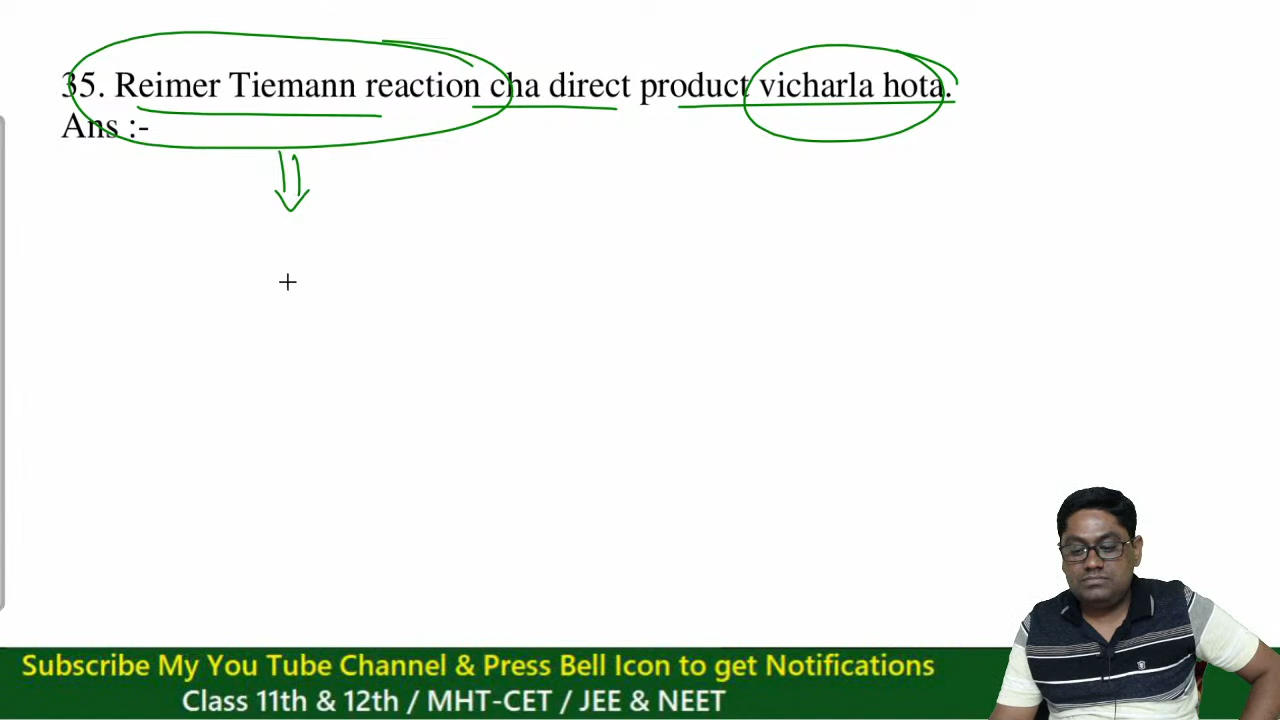 35. Reimer Tiemann reaction cha direct product vicharla hota.
Ans :-
Subscribe My You Tube Channel & Press Bell Icon to get Notifications
Class 11th & 12th / MHT-CET / JEE & NEET